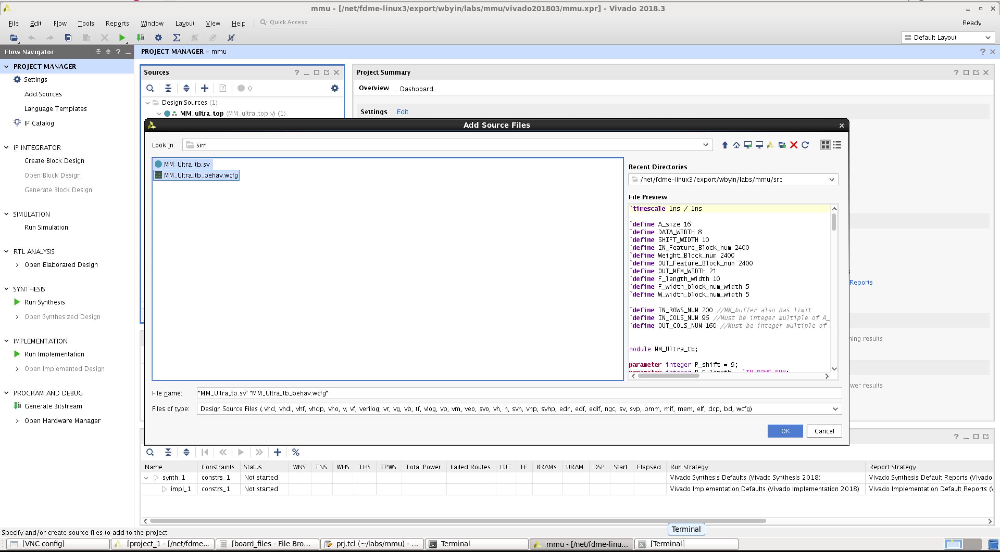 mmu - [/net/fdme-linux3/export/wbyin/labs/mmu/vivado201803/mmu.xpr] - Vivado 2018.3
File Edit Flow Tools Reports Window Layout View Help Quick Access Ready
Default Layout
Flow Navigator
PROJECT MANAGER
Settings
Add Sources
Language Templates
IP Catalog
IP INTEGRATOR
Create Block Design
Open Block Design
Generate Block Design
SIMULATION
Run Simulation
RTL ANALYSIS
Open Elaborated Design
SYNTHESIS
Run Synthesis
Open Synthesized Design
IMPLEMENTATION
Run Implementation
Open Implemented Design
PROGRAM AND DEBUG
Generate Bitstream
Open Hardware Manager
PROJECT MANAGER - mmu
Sources
0
Design Sources (1)
MM_ultra_top (MM_ultra_top.v) (1)
Project Summary
Overview | Dashboard
Settings Edit
Add Source Files
Look in: sim
MM_Ultra_tb.sv
MM_Ultra_tb_behav.wcfg
Recent Directories
/net/fdme-linux3/export/wbyin/labs/mmu/src
File Preview
`timescale 1ns / 1ns
`define A_size 16
`define DATA_WIDTH 8
`define SHIFT_WIDTH 10
`define IN_Feature_Block_num 2400
`define Weight_Block_num 2400
`define OUT_Feature_Block_num 2400
`define OUT_MEM_WIDTH 21
`define F_length_width 10
`define F_width_block_num_width 5
`define W_width_block_num_width 5
`define IN_ROWS_NUM 200 //MM_buffer also has limit
`define IN_COLS_NUM 96 //Must be integer multiple of A_
`define OUT_COLS_NUM 160 //Must be integer multiple of
module MM_Ultra_tb;
parameter integer P_shift = 9;
File name: "MM_Ultra_tb.sv" "MM_Ultra_tb_behav.wcfg"
Files of type: Design Source Files (.vhd, vhdl, vhf, vhdp, vho, v, vf, verilog, vr, vg, vb, tf, vlog, vp, vm, veo, svo, vh, h, svh, vhp, svhp, edn, edf, edif, ngc, sv, svp, bmm, mif, mem, elf, dcp, bd, wcfg)
OK Cancel
Reports
ing results
wer results
Name Constraints Status WNS TNS WHS THS TPWS Total Power Failed Routes LUT FF BRAMs URAM DSP Start Elapsed Run Strategy Report Strategy
synth_1 constrs_1 Not started Vivado Synthesis Defaults (Vivado Synthesis 2018) Vivado Synthesis Default Reports (Vivado
impl_1 constrs_1 Not started Vivado Implementation Defaults (Vivado Implementation 2018) Vivado Implementation Default Reports (
Specify and/or create source files to add to the project
Terminal
[VNC config] [project_1 - [/net/fdme... [board_files - File Bro... prj.tcl (~/labs/mmu) - ... Terminal mmu - [/net/fdme-linu... [Terminal]